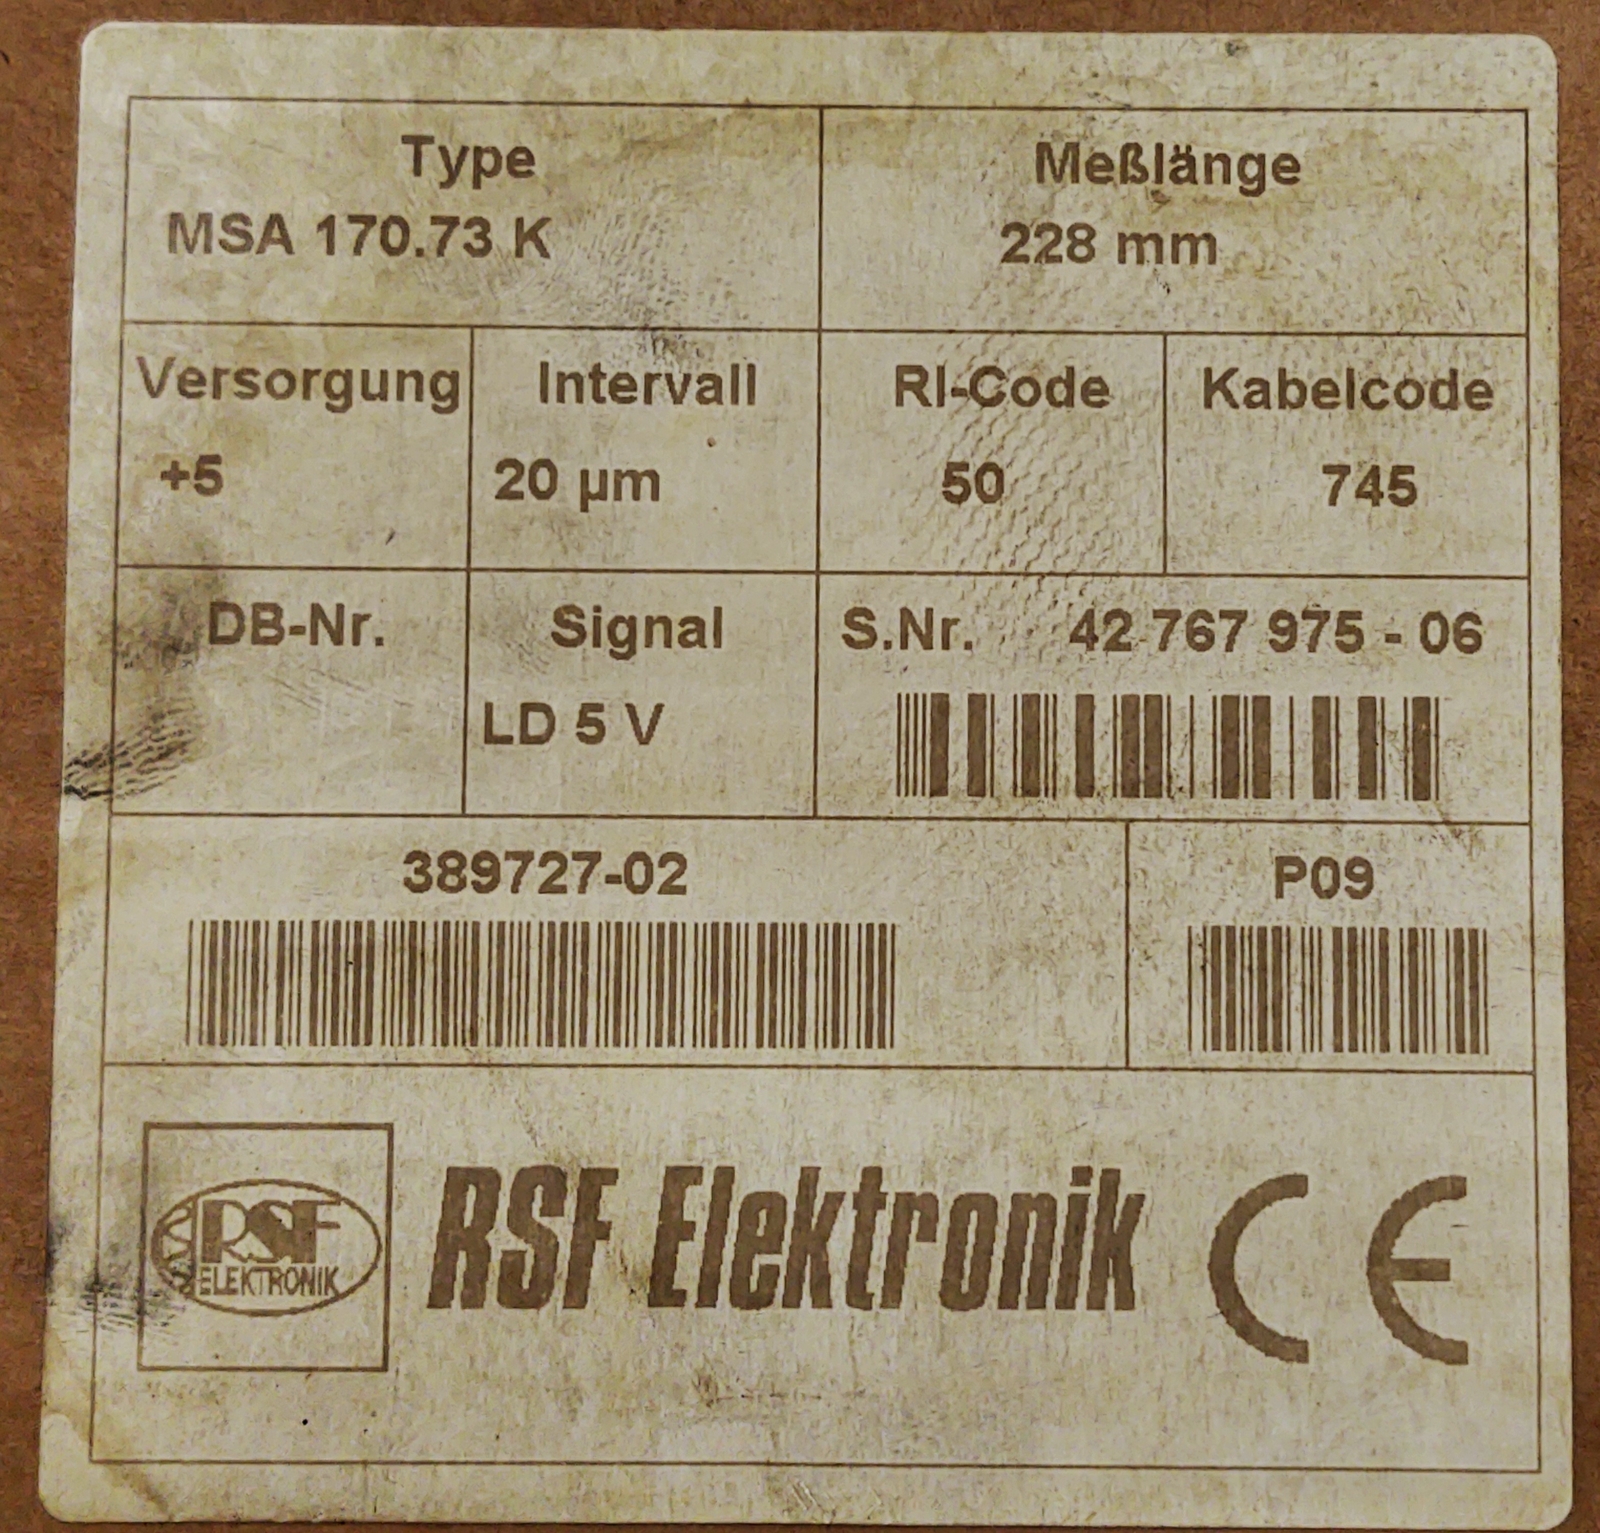 Type
Meßlänge
MSA 170.73 K
228 mm
Versorgung
Intervall
RI-Code
Kabelcode
+5
20 µm
50
745
DB-Nr.
Signal
S.Nr. 42 767 975 - 06
LD 5 V
389727-02
P09
RSF
ELEKTRONIK
RSF Elektronik
CE